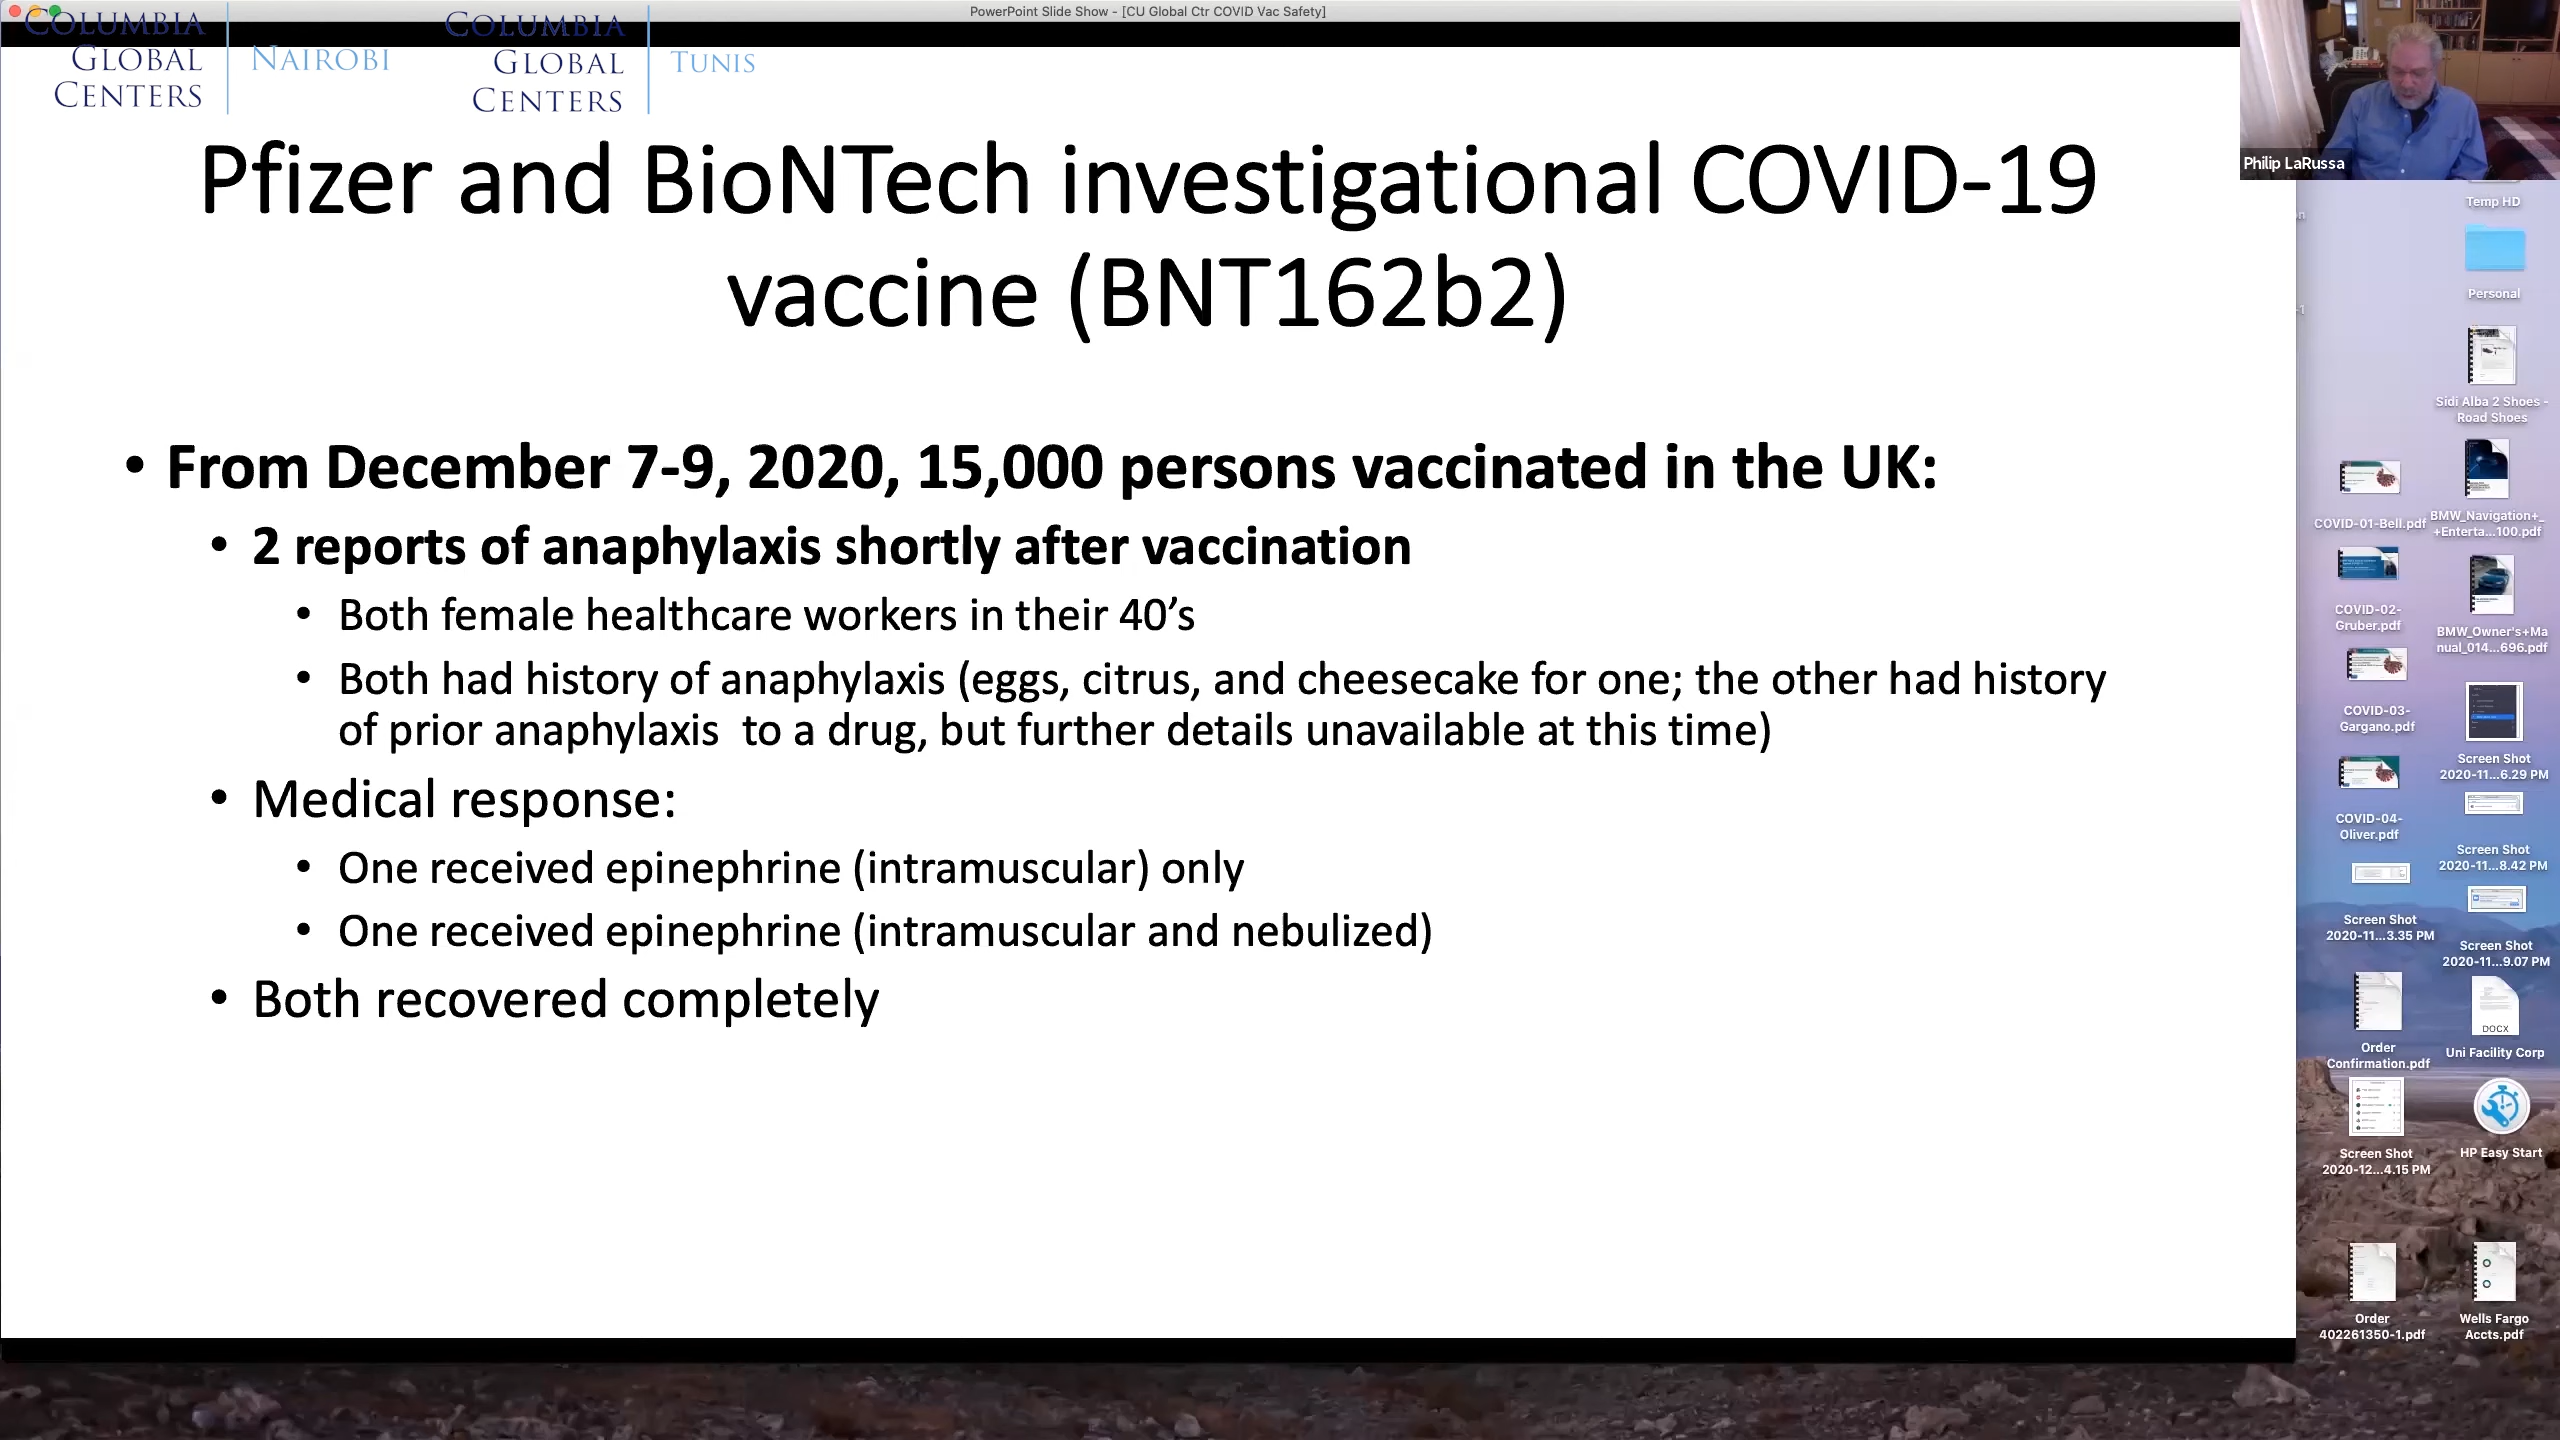 PowerPoint Slide Show - [CU Global Ctr COVID Vac Safety]
COLUMBIA
GLOBAL
CENTERS
NAIROBI
COLUMBIA
GLOBAL
CENTERS
TUNIS
Philip LaRussa
Pfizer and BioNTech investigational COVID-19
vaccine (BNT162b2)
• From December 7-9, 2020, 15,000 persons vaccinated in the UK:
• 2 reports of anaphylaxis shortly after vaccination
• Both female healthcare workers in their 40’s
• Both had history of anaphylaxis (eggs, citrus, and cheesecake for one; the other had history
of prior anaphylaxis  to a drug, but further details unavailable at this time)
• Medical response:
• One received epinephrine (intramuscular) only
• One received epinephrine (intramuscular and nebulized)
• Both recovered completely
Temp HD
Personal
Sidi Alba 2 Shoes -
Road Shoes
COVID-01-Bell.pdf
BMW_Navigation+_
+Enterta...100.pdf
COVID-02-
Gruber.pdf
BMW_Owner's+Ma
nual_014...696.pdf
COVID-03-
Gargano.pdf
Screen Shot
2020-11...6.29 PM
COVID-04-
Oliver.pdf
Screen Shot
2020-11...8.42 PM
Screen Shot
2020-11...3.35 PM
Screen Shot
2020-11...9.07 PM
Order
Confirmation.pdf
DOCX
Uni Facility Corp
Screen Shot
2020-12...4.15 PM
HP Easy Start
Order
402261350-1.pdf
Wells Fargo
Accts.pdf